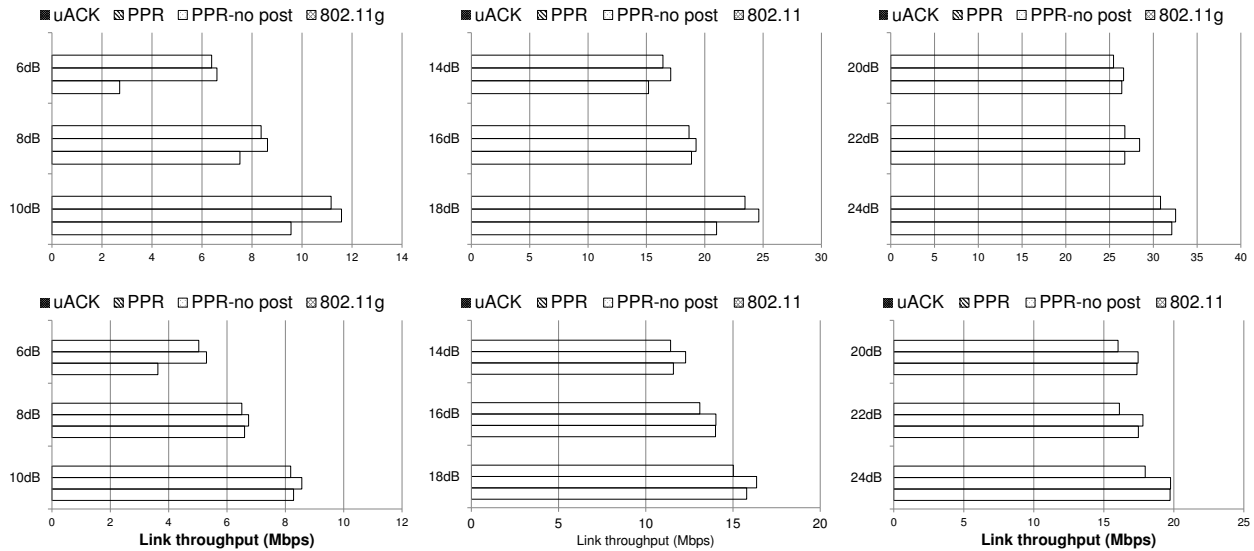 uACK PPR PPR-no post 802.11g
6dB
8dB
10dB
0 2 4 6 8 10 12 14
uACK PPR PPR-no post 802.11
14dB
16dB
18dB
0 5 10 15 20 25 30
uACK PPR PPR-no post 802.11g
20dB
22dB
24dB
0 5 10 15 20 25 30 35 40
uACK PPR PPR-no post 802.11g
6dB
8dB
10dB
0 2 4 6 8 10 12
Link throughput (Mbps)
uACK PPR PPR-no post 802.11
14dB
16dB
18dB
0 5 10 15 20
Link throughput (Mbps)
uACK PPR PPR-no post 802.11
20dB
22dB
24dB
0 5 10 15 20 25
Link throughput (Mbps)